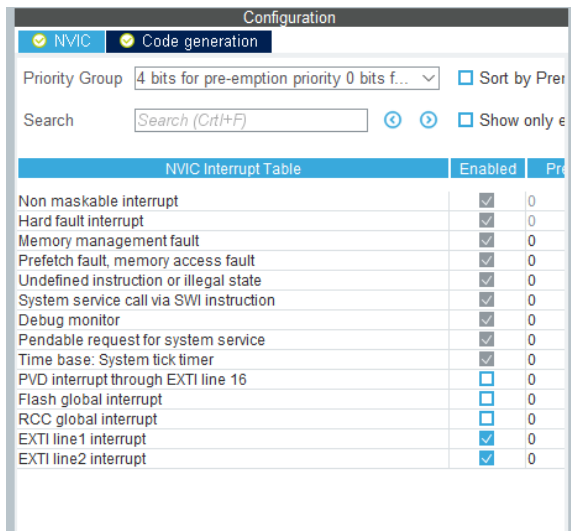 Configuration
NVIC Code generation
Priority Group 4 bits for pre-emption priority 0 bits f... Sort by Prer
Search Search (Crtl+F) Show only e
NVIC Interrupt Table Enabled Pre
Non maskable interrupt 0
Hard fault interrupt 0
Memory management fault 0
Prefetch fault, memory access fault 0
Undefined instruction or illegal state 0
System service call via SWI instruction 0
Debug monitor 0
Pendable request for system service 0
Time base: System tick timer 0
PVD interrupt through EXTI line 16 0
Flash global interrupt 0
RCC global interrupt 0
EXTI line1 interrupt 0
EXTI line2 interrupt 0